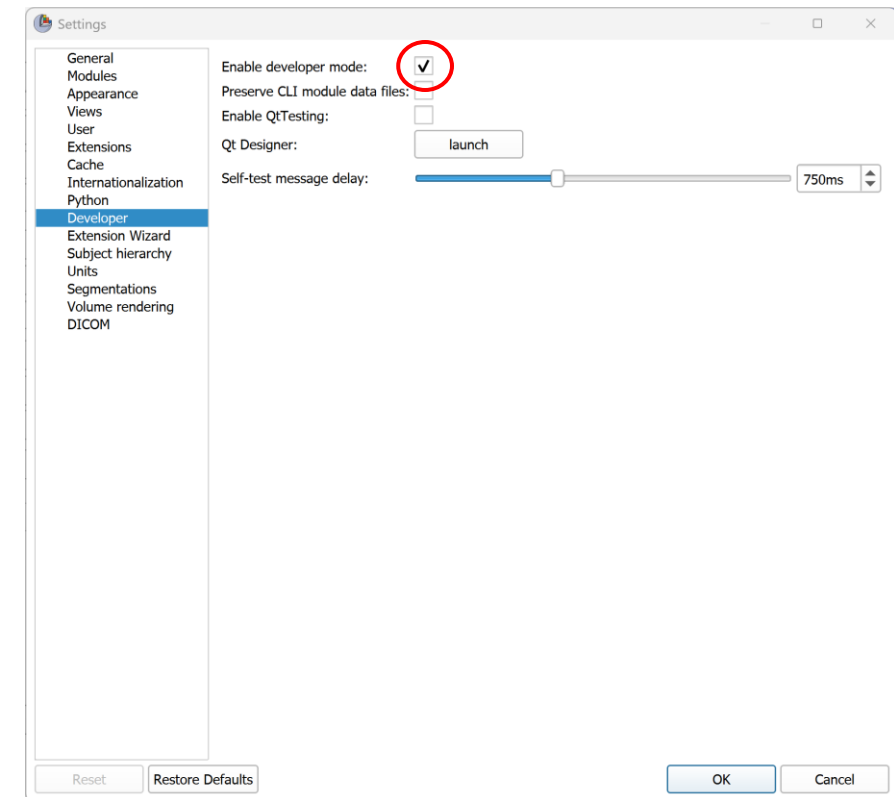 Settings
General
Modules
Appearance
Views
User
Extensions
Cache
Internationalization
Python
Developer
Extension Wizard
Subject hierarchy
Units
Segmentations
Volume rendering
DICOM
Enable developer mode:
Preserve CLI module data files:
Enable QtTesting:
Qt Designer: launch
Self-test message delay: 750ms
Reset Restore Defaults OK Cancel